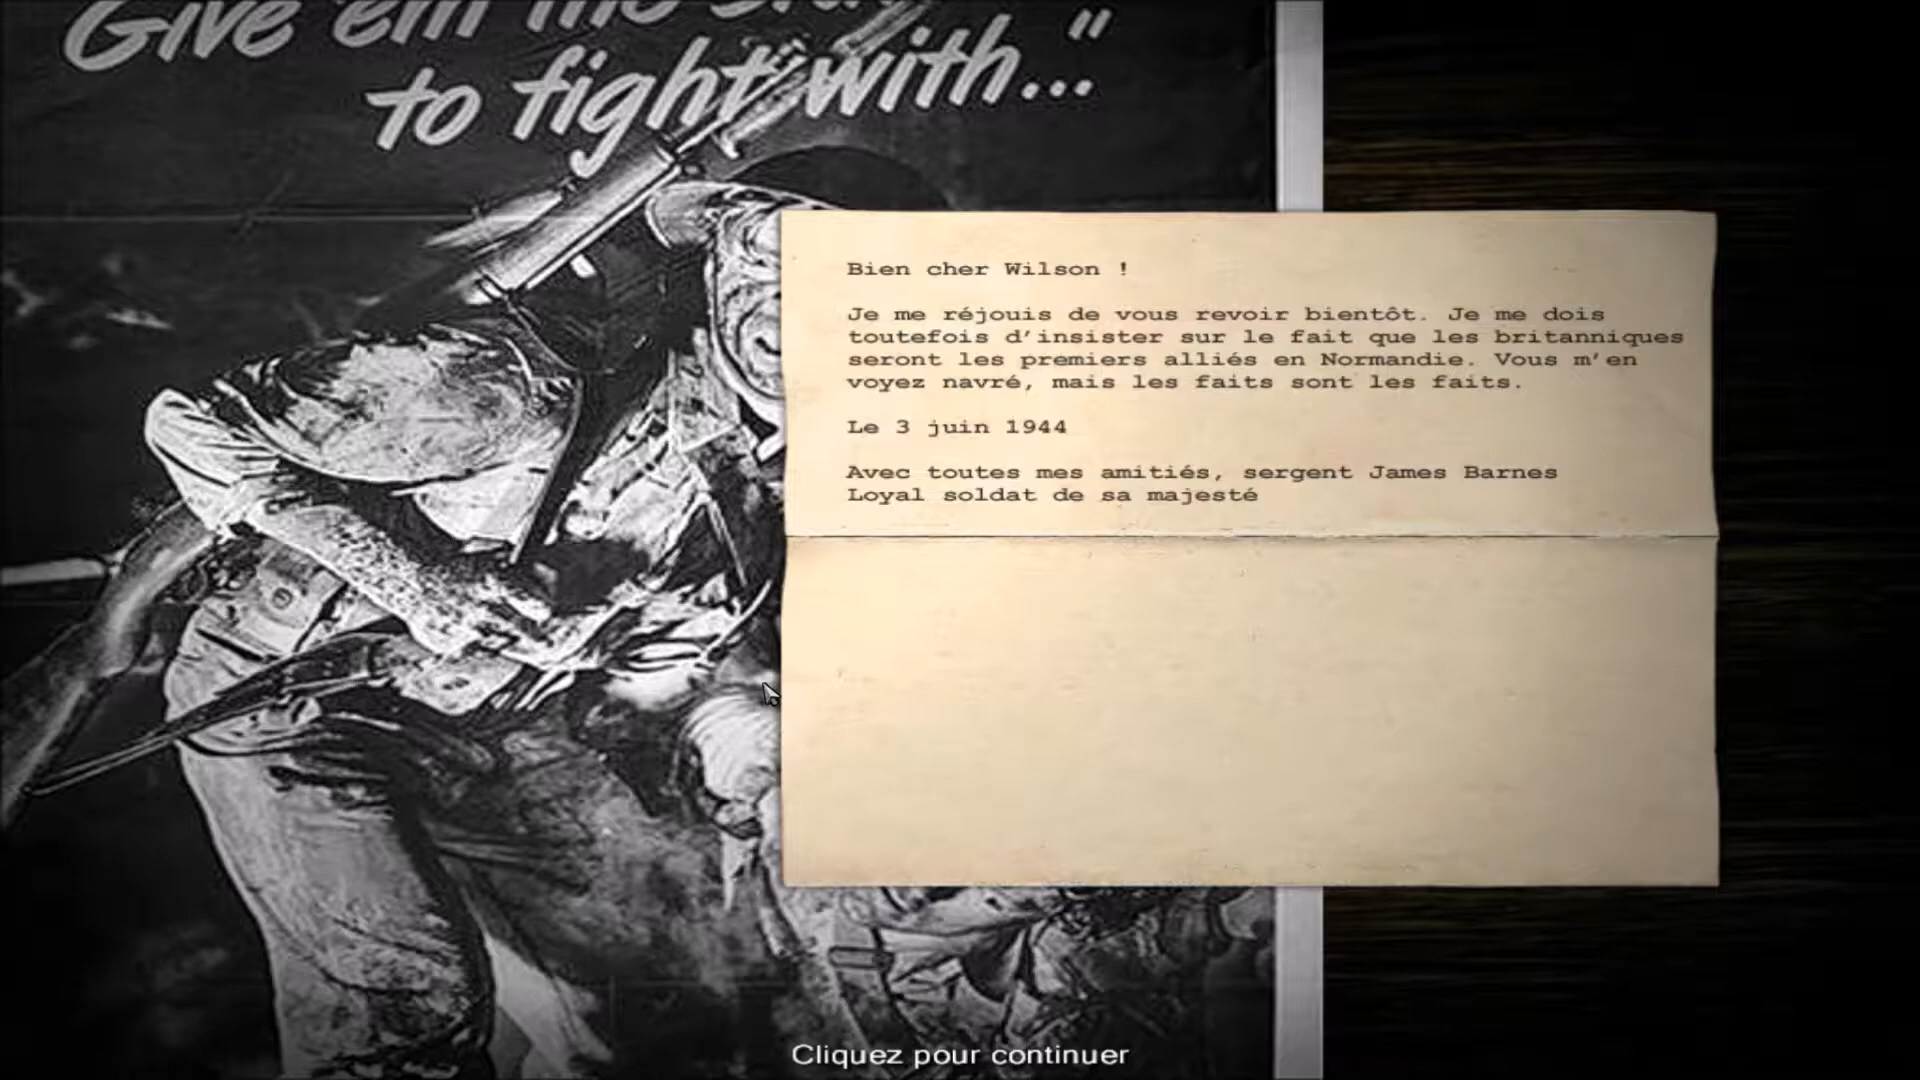 Give 'em the
to fight with..."
Bien cher Wilson !
Je me réjouis de vous revoir bientôt. Je me dois
toutefois d'insister sur le fait que les britanniques
seront les premiers alliés en Normandie. Vous m'en
voyez navré, mais les faits sont les faits.
Le 3 juin 1944
Avec toutes mes amitiés, sergent James Barnes
Loyal soldat de sa majesté
Cliquez pour continuer